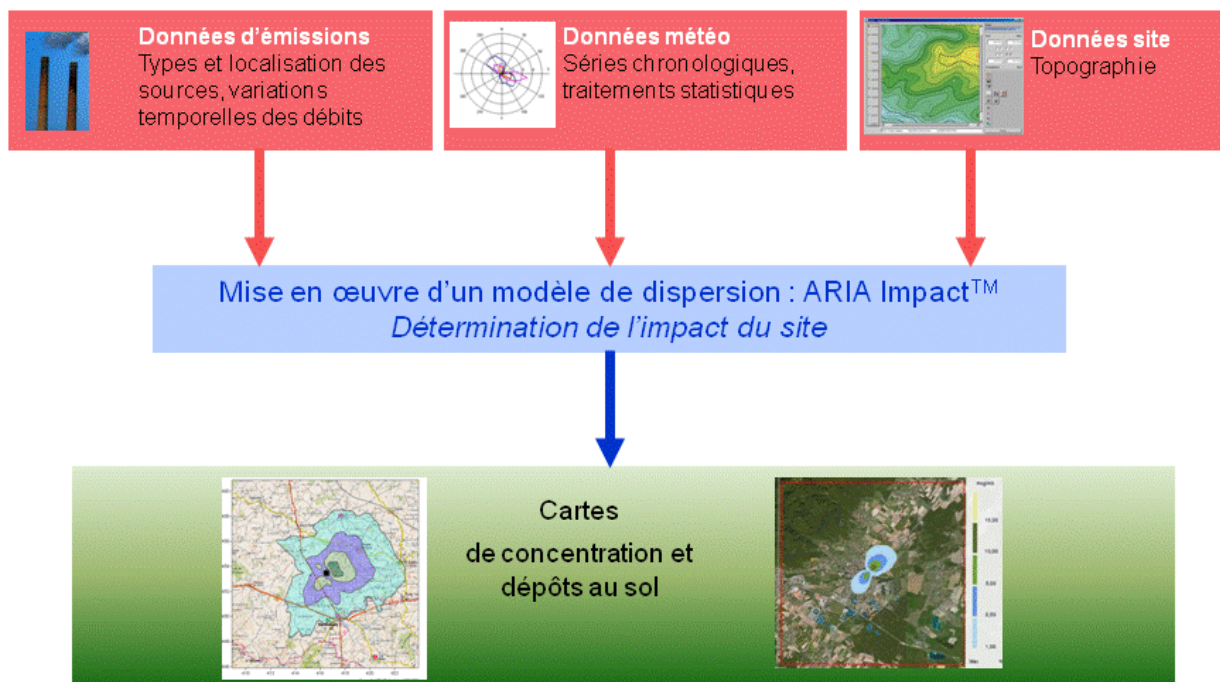 Données d'émissions
Types et localisation des
sources, variations
temporelles des débits
Données météo
Séries chronologiques,
traitements statistiques
Données site
Topographie
Mise en œuvre d'un modèle de dispersion : ARIA Impact™
Détermination de l'impact du site
Cartes
de concentration et
dépôts au sol